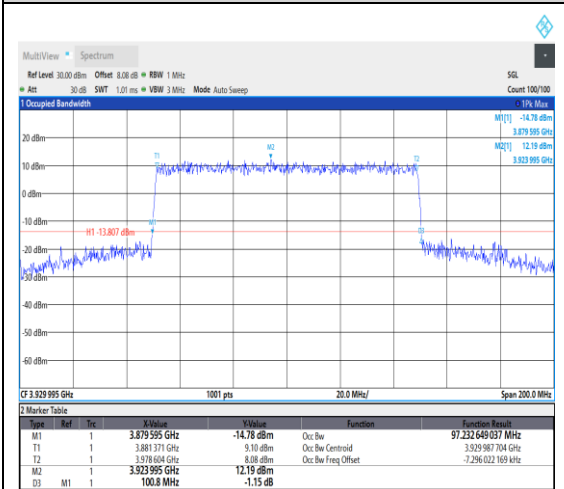 MultiView Spectrum
Ref Level 30.00 dBm Offset 8.08 dB RBW 1 MHz SGL
Att 30 dB SWT 1.01 ms VBW 3 MHz Mode Auto Sweep Count 100/100
1 Occupied Bandwidth 1Pk Max
M1[1] -14.78 dBm
3.879 595 GHz
M2[1] 12.19 dBm
3.923 995 GHz
20 dBm
T1 M2 T2
10 dBm
0 dBm
-10 dBm
M1
H1 -13.807 dBm
D3
-20 dBm
-30 dBm
-40 dBm
-50 dBm
-60 dBm
CF 3.929 995 GHz 1001 pts 20.0 MHz/ Span 200.0 MHz
2 Marker Table
Type Ref Trc X-Value Y-Value Function Function Result
M1 1 3.879 595 GHz -14.78 dBm Occ Bw 97.232 649 037 MHz
T1 1 3.881 371 GHz 9.10 dBm Occ Bw Centroid 3.929 987 704 GHz
T2 1 3.978 604 GHz 8.08 dBm Occ Bw Freq Offset -7.296 022 169 kHz
M2 1 3.923 995 GHz 12.19 dBm
D3 M1 1 100.8 MHz -1.15 dB